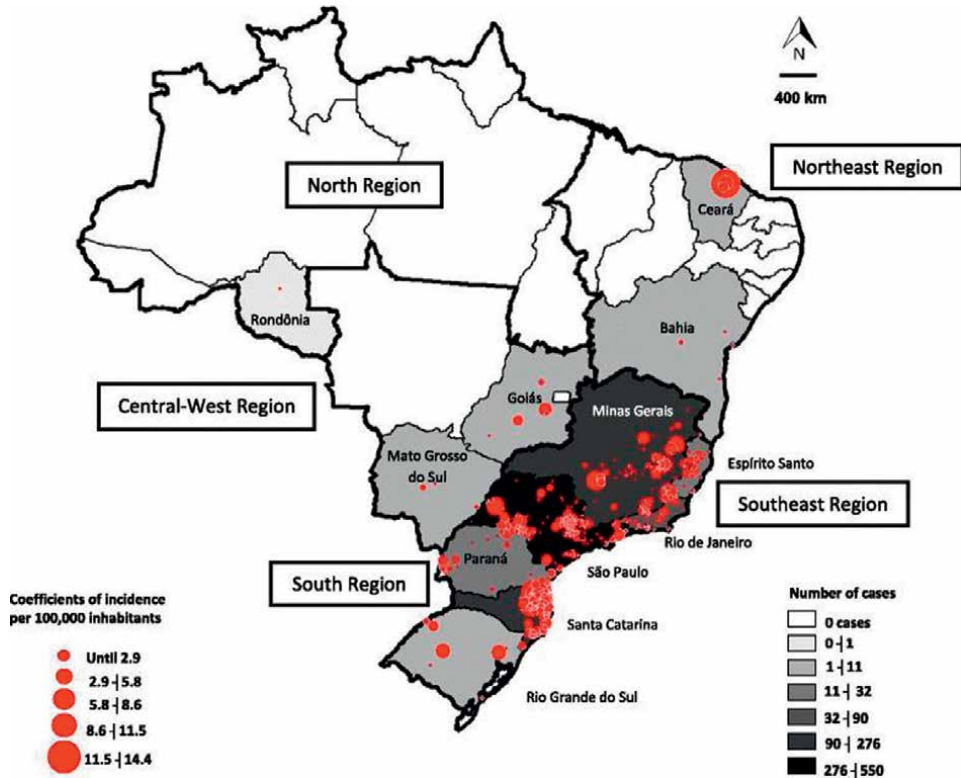 N
400 km
Northeast Region
North Region
Ceará
Rondônia
Bahia
Central-West Region
Goiás
Minas Gerais
Mato Grosso
do Sul
Espírito Santo
Southeast Region
Rio de Janeiro
Paraná
South Region
São Paulo
Santa Catarina
Rio Grande do Sul
Coefficients of incidence
per 100,000 inhabitants
Until 2.9
2.9┤5.8
5.8┤8.6
8.6┤11.5
11.5┤14.4
Number of cases
0 cases
0┤1
1┤11
11┤32
32┤90
90┤276
276┤550